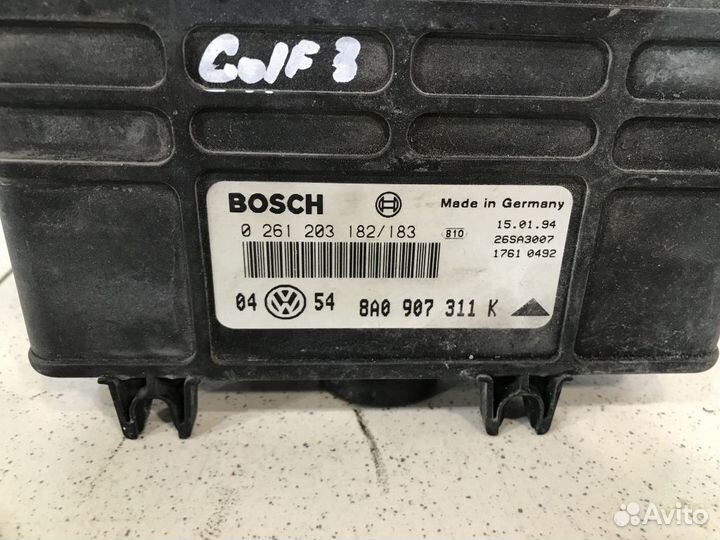 Golf 3
BOSCH
Made in Germany
0 261 203 182/183
B10
15.01.94
26SA3007
1761 0492
04 VW 54 8A0 907 311 K
Avito